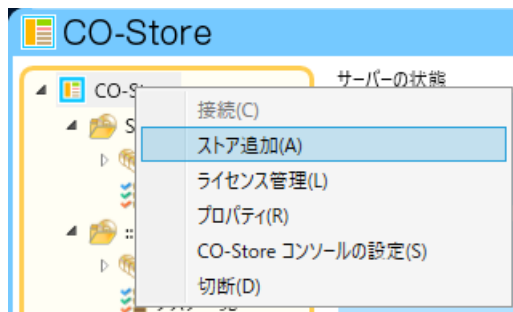 CO-Store
サーバーの状態
CO-S
接続(C)
S
ストア追加(A)
ライセンス管理(L)
プロパティ(R)
::
CO-Store コンソールの設定(S)
切断(D)